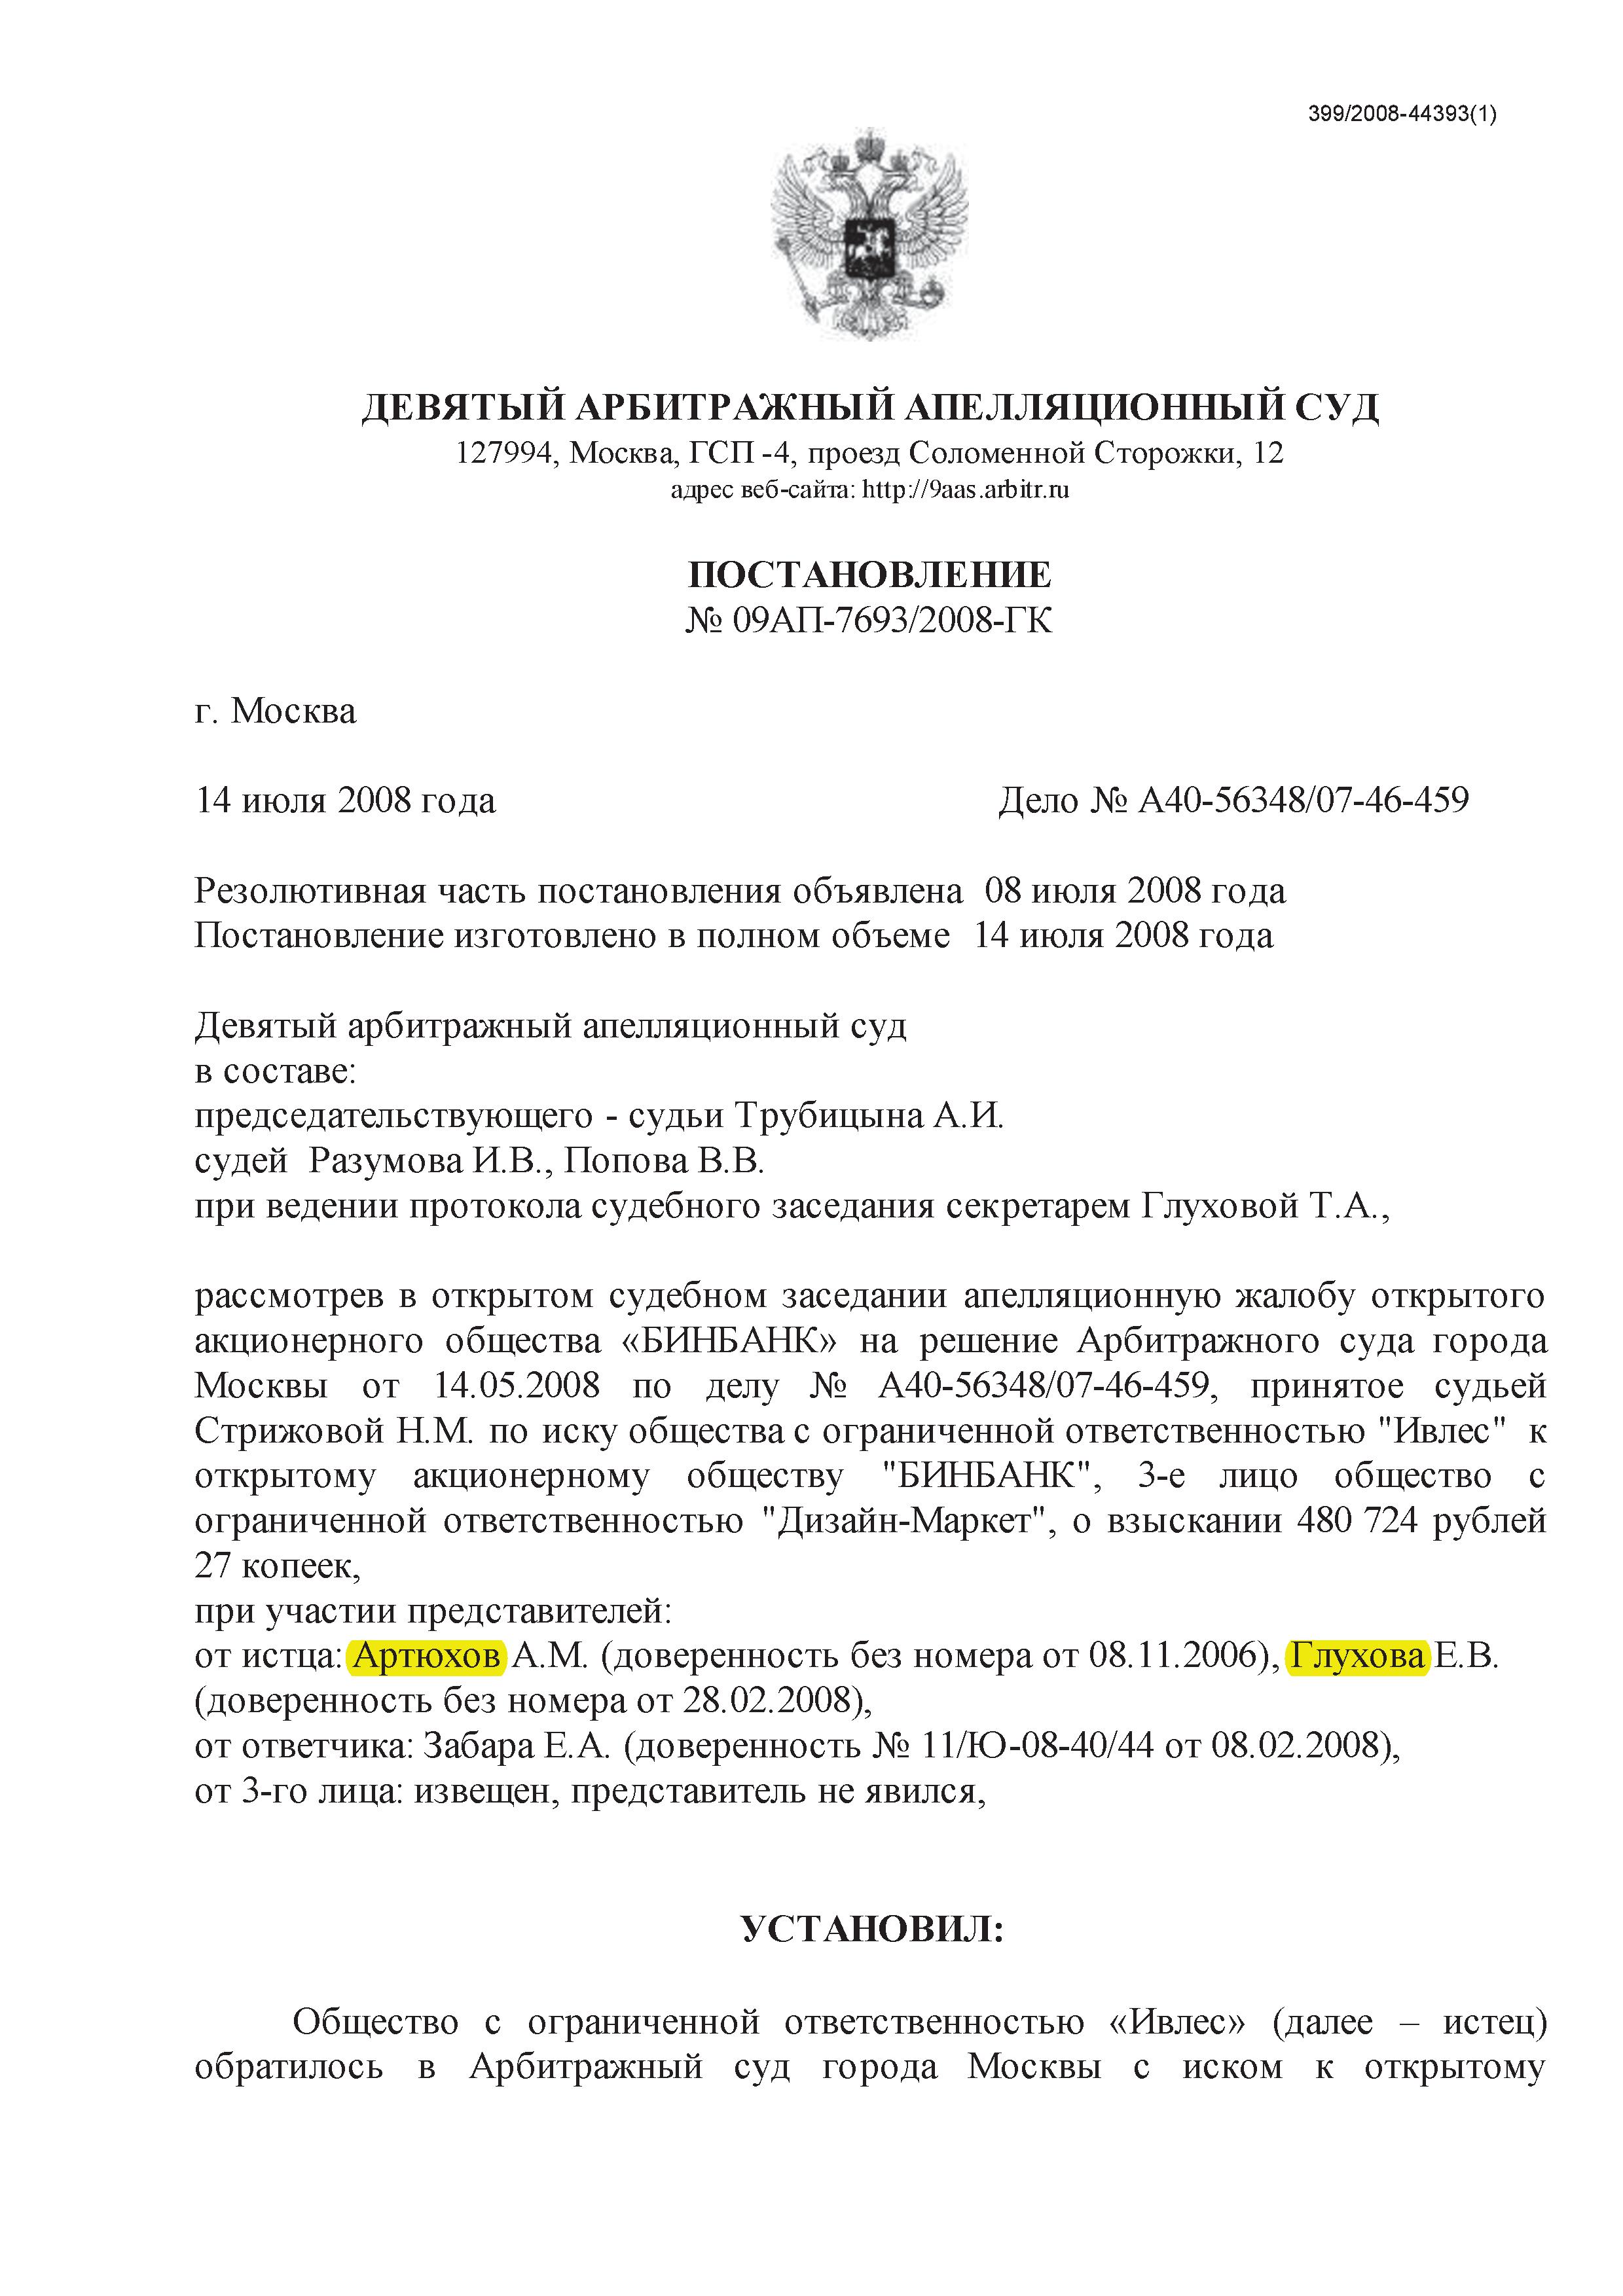 399/2008-44393(1)
ДЕВЯТЫЙ АРБИТРАЖНЫЙ АПЕЛЛЯЦИОННЫЙ СУД
127994, Москва, ГСП -4, проезд Соломенной Сторожки, 12
адрес веб-сайта: http://9aas.arbitr.ru
ПОСТАНОВЛЕНИЕ
№ 09АП-7693/2008-ГК
г. Москва
14 июля 2008 года Дело № А40-56348/07-46-459
Резолютивная часть постановления объявлена 08 июля 2008 года
Постановление изготовлено в полном объеме 14 июля 2008 года
Девятый арбитражный апелляционный суд
в составе:
председательствующего - судьи Трубицына А.И.
судей Разумова И.В., Попова В.В.
при ведении протокола судебного заседания секретарем Глуховой Т.А.,
рассмотрев в открытом судебном заседании апелляционную жалобу открытого
акционерного общества «БИНБАНК» на решение Арбитражного суда города
Москвы от 14.05.2008 по делу № А40-56348/07-46-459, принятое судьей
Стрижовой Н.М. по иску общества с ограниченной ответственностью "Ивлес" к
открытому акционерному обществу "БИНБАНК", 3-е лицо общество с
ограниченной ответственностью "Дизайн-Маркет", о взыскании 480 724 рублей
27 копеек,
при участии представителей:
от истца: Артюхов А.М. (доверенность без номера от 08.11.2006), Глухова Е.В.
(доверенность без номера от 28.02.2008),
от ответчика: Забара Е.А. (доверенность № 11/Ю-08-40/44 от 08.02.2008),
от 3-го лица: извещен, представитель не явился,
УСТАНОВИЛ:
Общество с ограниченной ответственностью «Ивлес» (далее – истец)
обратилось в Арбитражный суд города Москвы с иском к открытому